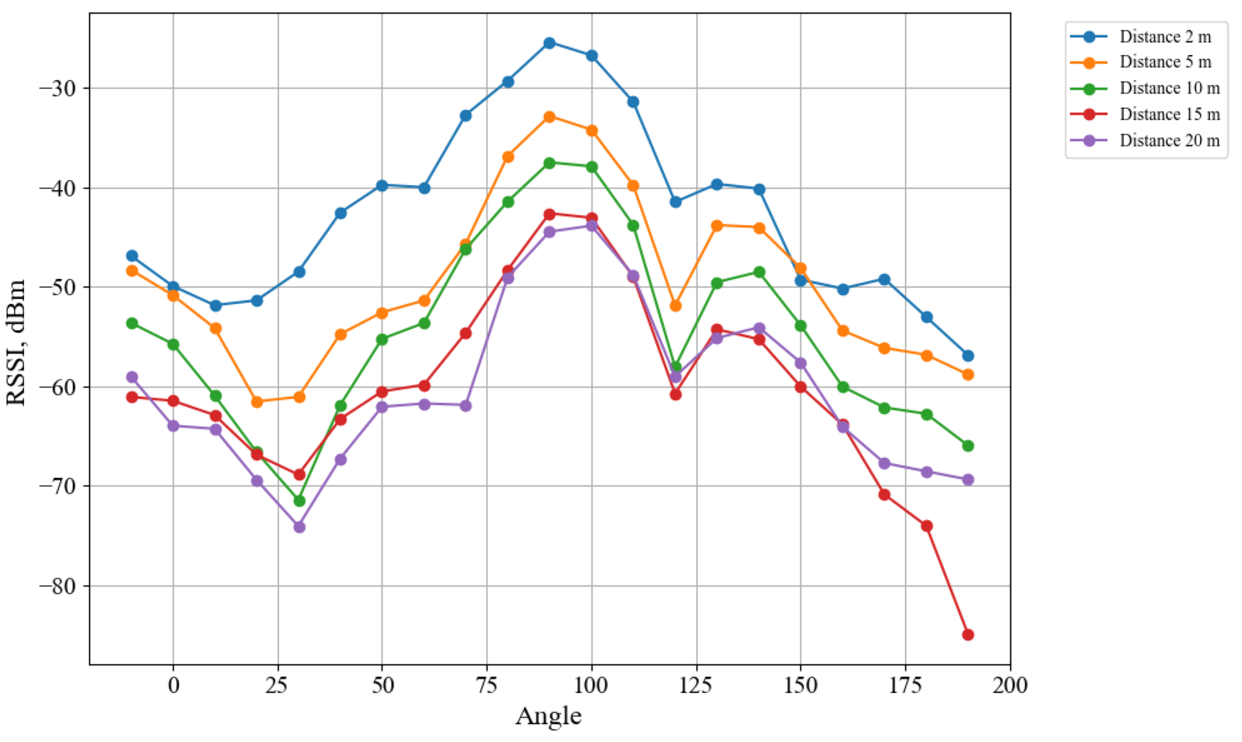 Distance 2 m
Distance 5 m
Distance 10 m
Distance 15 m
Distance 20 m
RSSI, dBm
−30
−40
−50
−60
−70
−80
0 25 50 75 100 125 150 175 200
Angle